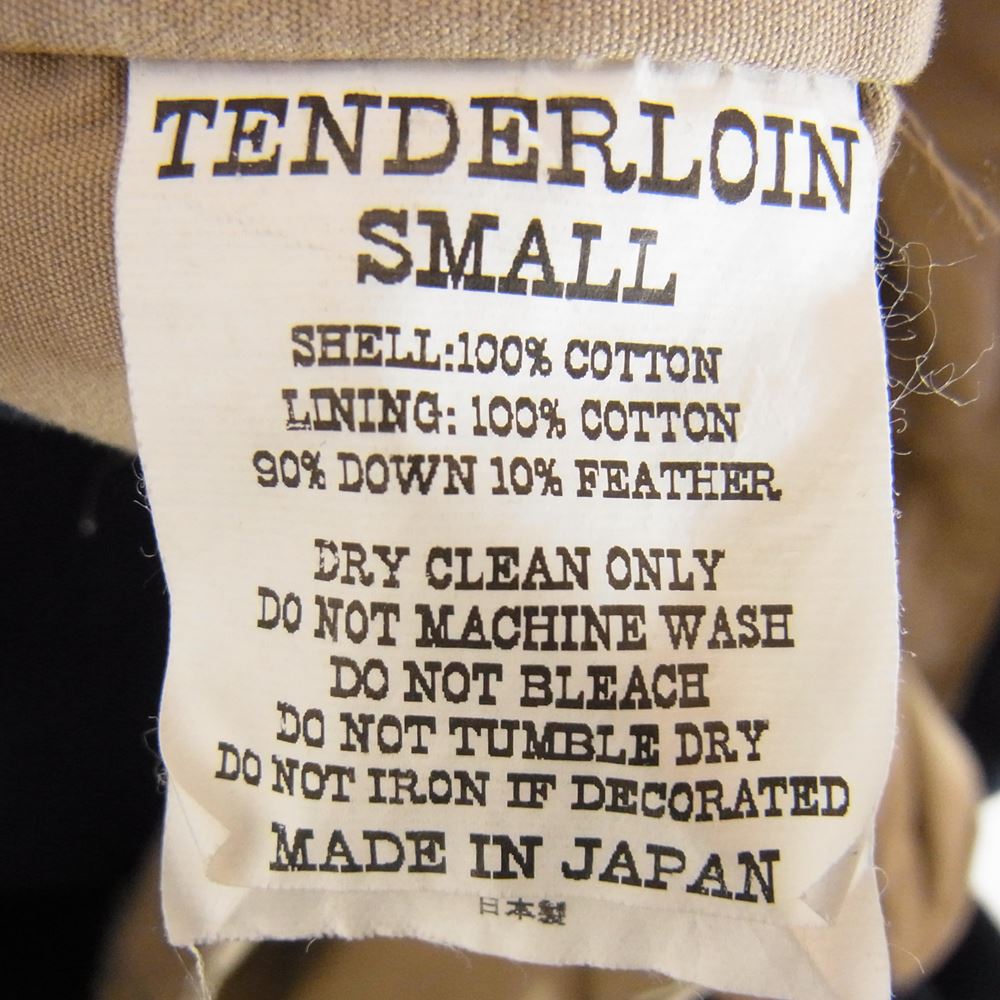 TENDERLOIN
SMALL
SHELL:100% COTTON
LINING: 100% COTTON
90% DOWN 10% FEATHER
DRY CLEAN ONLY
DO NOT MACHINE WASH
DO NOT BLEACH
DO NOT TUMBLE DRY
DO NOT IRON IF DECORATED
MADE IN JAPAN
日本製